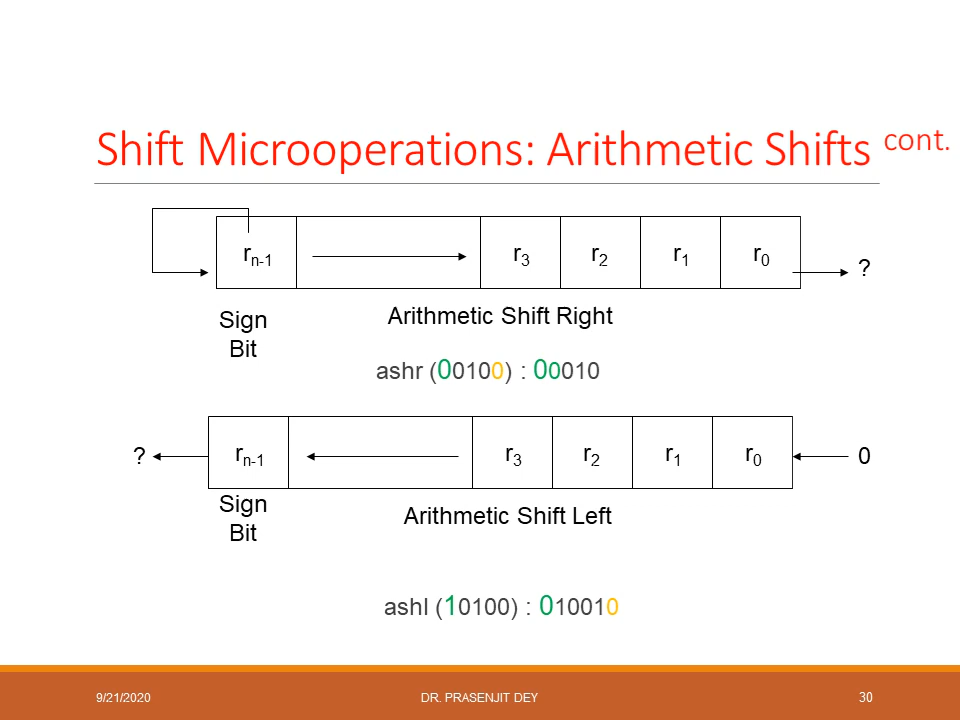 Shift Microoperations: Arithmetic Shifts cont.
rn-1 r3 r2 r1 r0 ?
Sign
Bit
Arithmetic Shift Right
ashr (00100) : 00010
? rn-1 r3 r2 r1 r0 0
Sign
Bit
Arithmetic Shift Left
ashl (10100) : 010010
9/21/2020 DR. PRASENJIT DEY 30